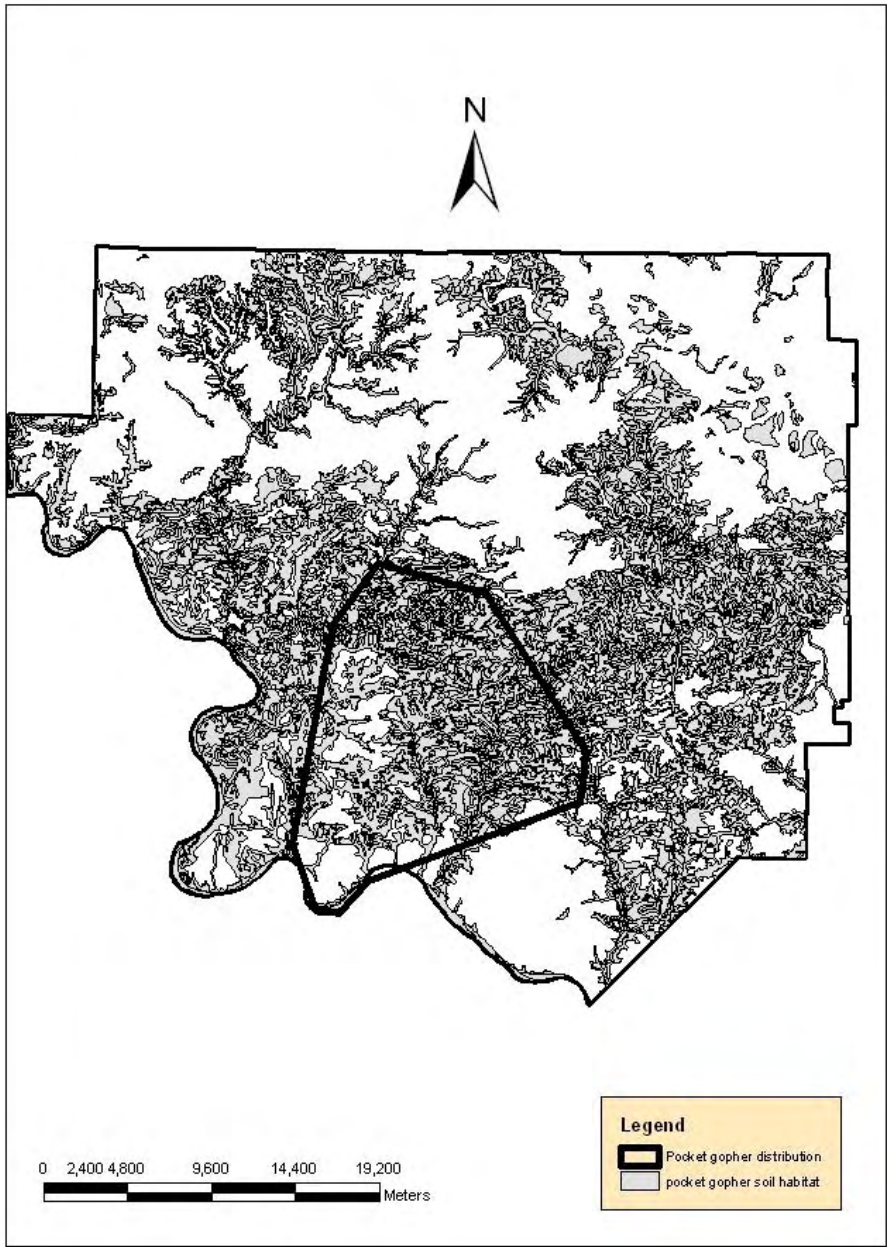 N
Legend
Pocket gopher distribution
pocket gopher soil habitat
0 2,400 4,800 9,600 14,400 19,200
Meters